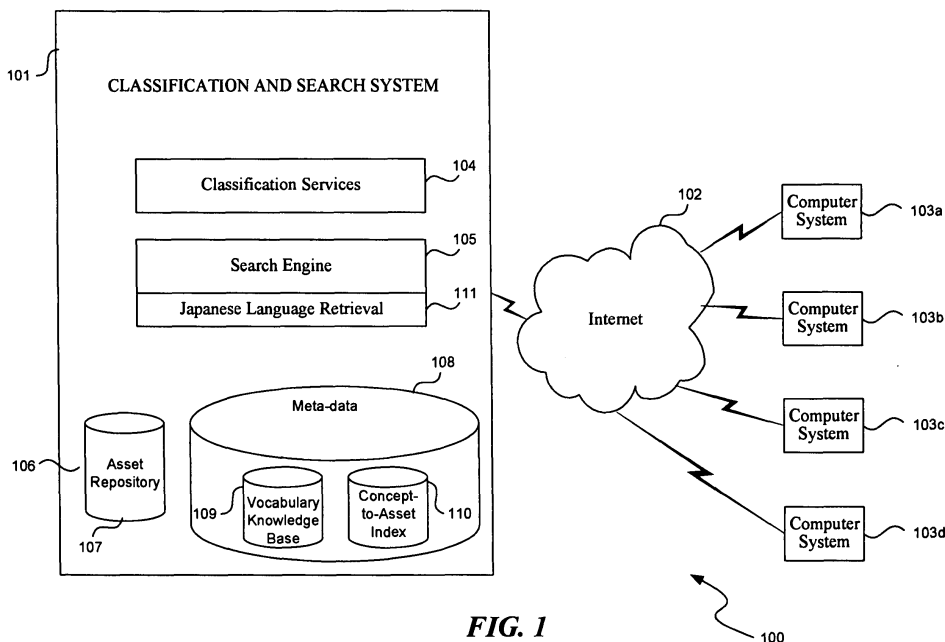 101
CLASSIFICATION AND SEARCH SYSTEM
Classification Services
104
105
Search Engine
Japanese Language Retrieval
111
108
Meta-data
106
Asset
Repository
107
109
Vocabulary
Knowledge
Base
Concept-
to-Asset
Index
110
102
Internet
Computer
System
103a
Computer
System
103b
Computer
System
103c
Computer
System
103d
FIG. 1
100